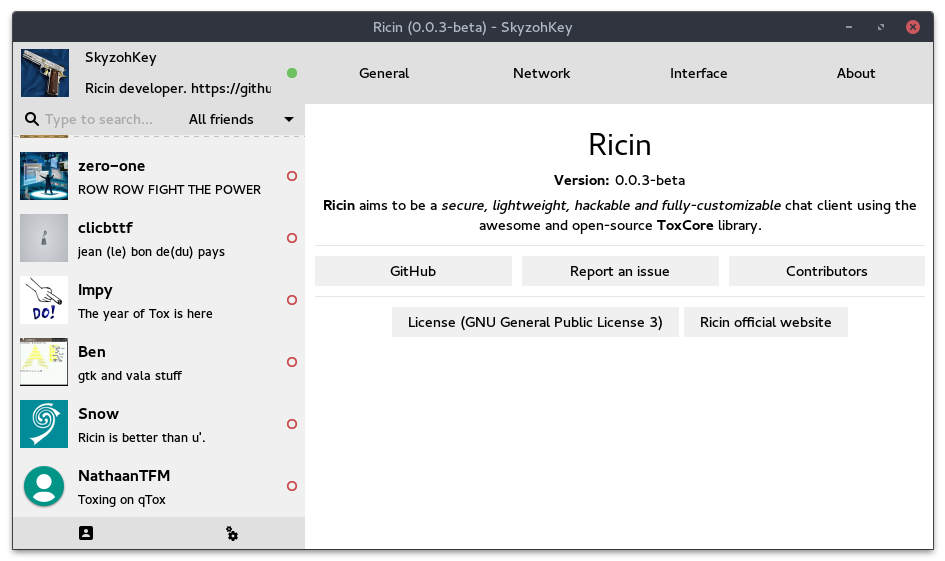 Ricin (0.0.3-beta) - SkyzohKey
SkyzohKey
Ricin developer. https://githu
General
Network
Interface
About
Type to search...
All friends
zero-one
ROW ROW FIGHT THE POWER
clicbttf
jean (le) bon de(du) pays
Impy
The year of Tox is here
DO!
Ben
gtk and vala stuff
Snow
Ricin is better than u'.
NathaanTFM
Toxing on qTox
Ricin
Version: 0.0.3-beta
Ricin aims to be a secure, lightweight, hackable and fully-customizable chat client using the
awesome and open-source ToxCore library.
GitHub
Report an issue
Contributors
License (GNU General Public License 3)
Ricin official website